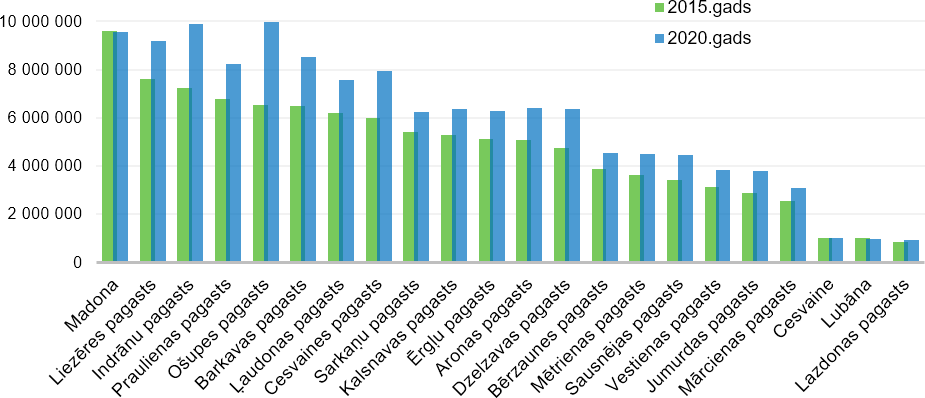 2015.gads
2020.gads
10 000 000
8 000 000
6 000 000
4 000 000
2 000 000
0
Madona
Liezēres pagasts
Indrānu pagasts
Praulienas pagasts
Ošupes pagasts
Barkavas pagasts
Ļaudonas pagasts
Cesvaines pagasts
Sarkaņu pagasts
Kalsnavas pagasts
Ērgļu pagasts
Aronas pagasts
Dzelzavas pagasts
Bērzaunes pagasts
Mētrienas pagasts
Sausnējas pagasts
Vestienas pagasts
Jumurdas pagasts
Mārcienas pagasts
Cesvaine
Lubāna
Lazdonas pagasts